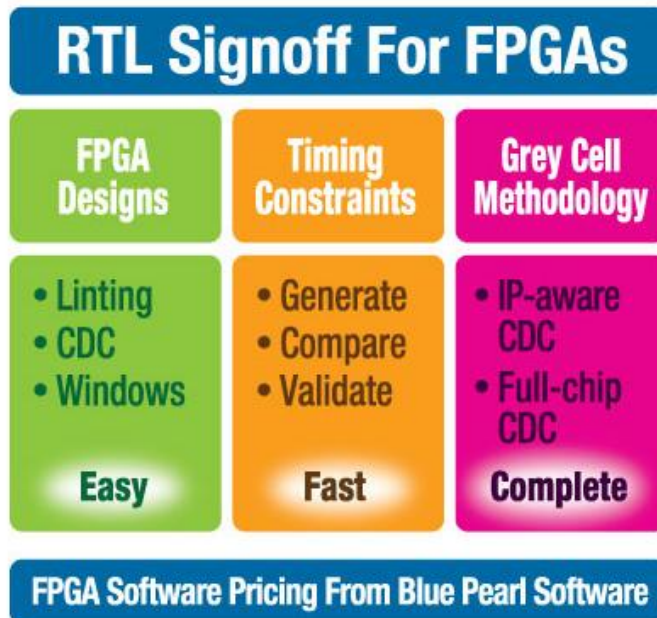 RTL Signoff For FPGAs
FPGA
Designs
• Linting
• CDC
• Windows
Easy
Timing
Constraints
• Generate
• Compare
• Validate
Fast
Grey Cell
Methodology
• IP-aware
CDC
• Full-chip
CDC
Complete
FPGA Software Pricing From Blue Pearl Software